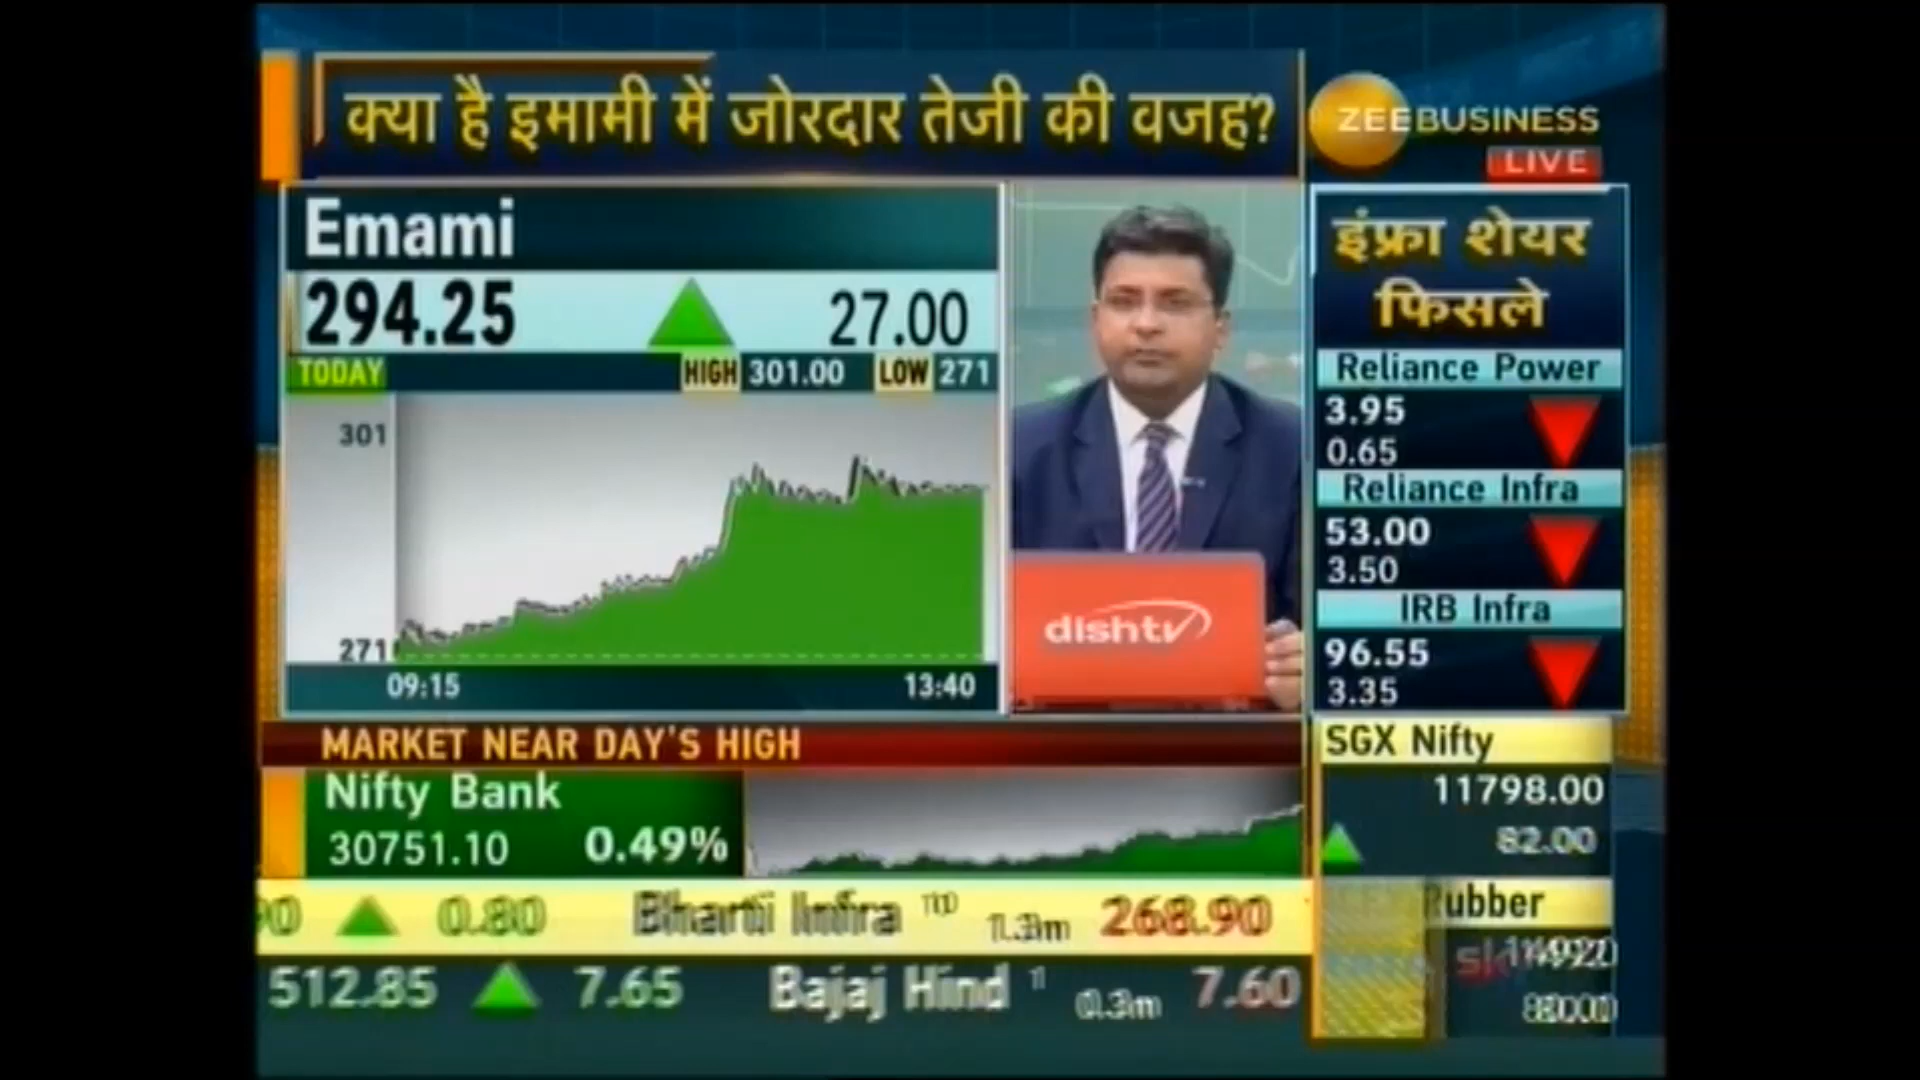 क्या है इमामी में जोरदार तेजी की वजह?
ZEEBUSINESS
LIVE
Emami
294.25 27.00
TODAY HIGH 301.00 LOW 271
301
271
09:15 13:40
dishtv
इंफ्रा शेयर
फिसले
Reliance Power
3.95
0.65
Reliance Infra
53.00
3.50
IRB Infra
96.55
3.35
MARKET NEAR DAY'S HIGH
Nifty Bank
30751.10 0.49%
SGX Nifty
11798.00
82.00
0.80 Bharti Infra 1.3m 268.90
512.85 7.65 Bajaj Hind 1 0.3m 7.60